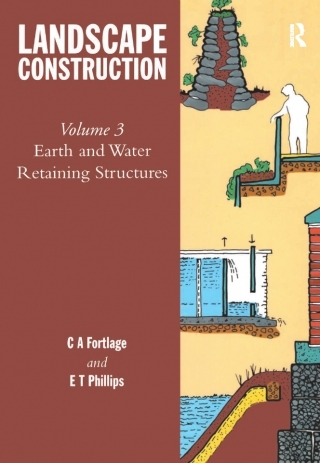 LANDSCAPE
CONSTRUCTION
R
Volume 3
Earth and Water
Retaining Structures
C A Fortlage
and
E T Phillips